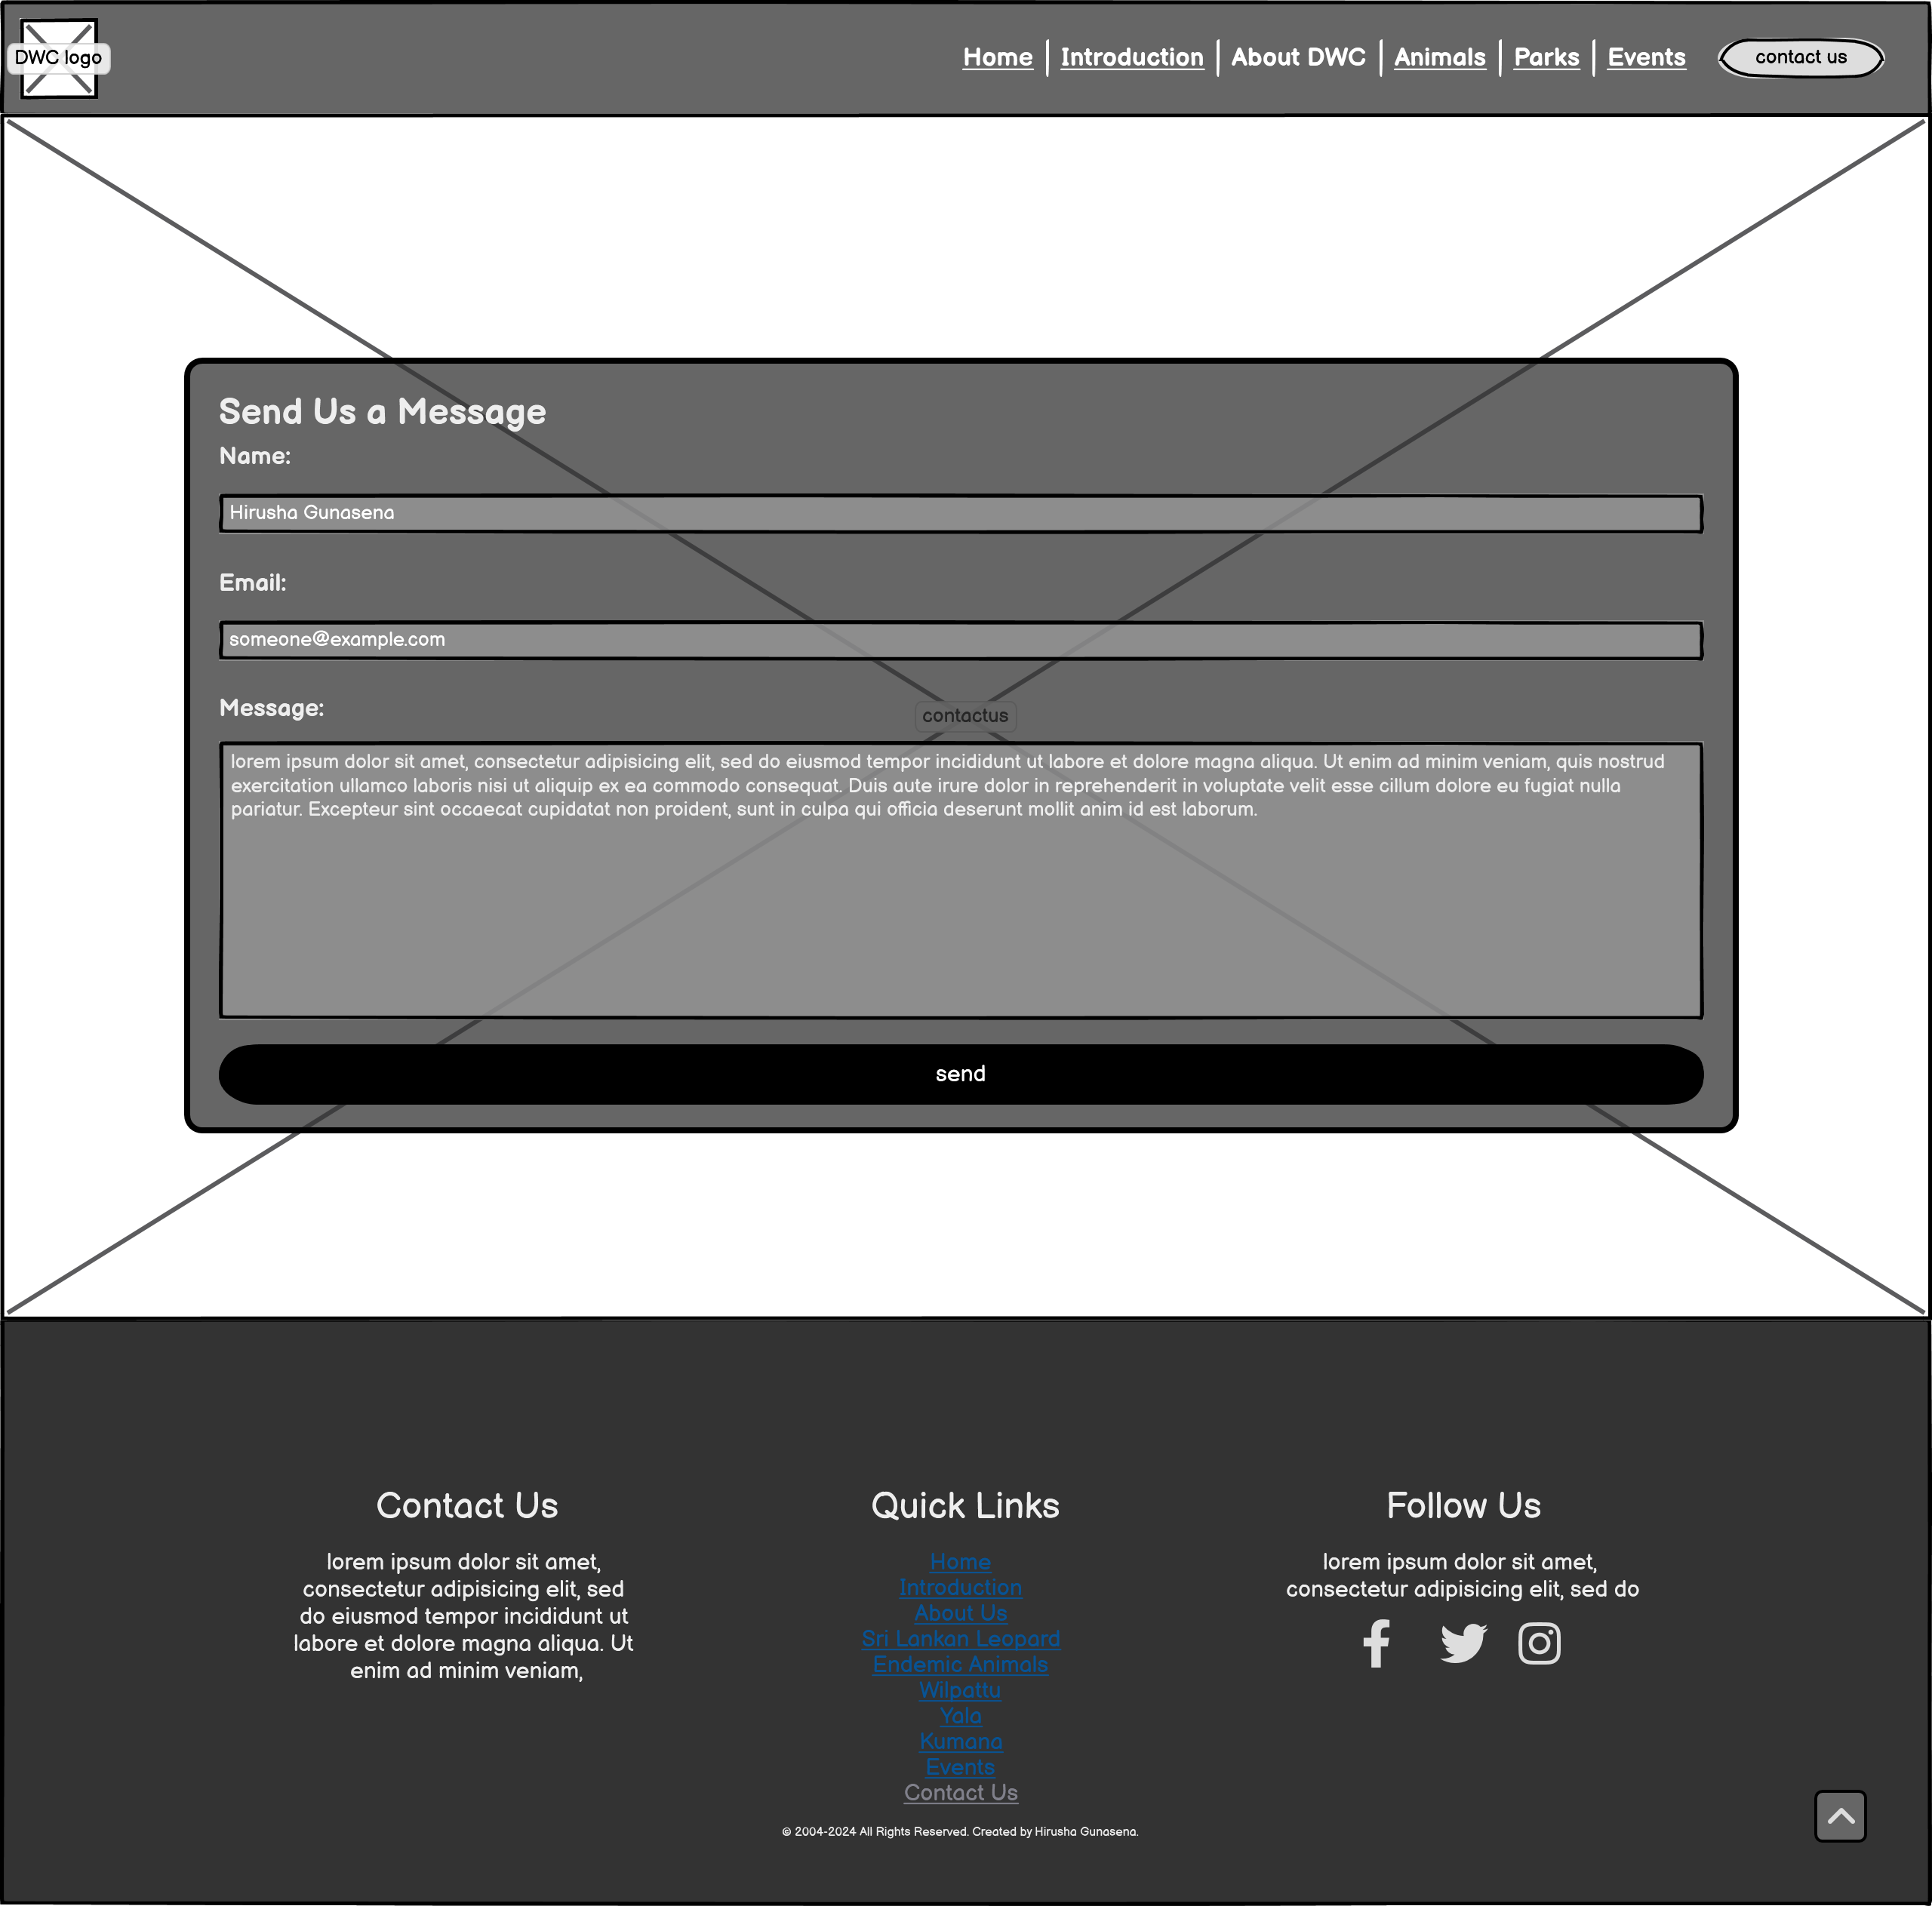 DWC logo
Home Introduction About DWC Animals Parks Events contact us
Send Us a Message
Name:
Hirusha Gunasena
Email:
someone@example.com
Message:
contactus
lorem ipsum dolor sit amet, consectetur adipisicing elit, sed do eiusmod tempor incididunt ut labore et dolore magna aliqua. Ut enim ad minim veniam, quis nostrud
exercitation ullamco laboris nisi ut aliquip ex ea commodo consequat. Duis aute irure dolor in reprehenderit in voluptate velit esse cillum dolore eu fugiat nulla
pariatur. Excepteur sint occaecat cupidatat non proident, sunt in culpa qui officia deserunt mollit anim id est laborum.
send
Contact Us
lorem ipsum dolor sit amet,
consectetur adipisicing elit, sed
do eiusmod tempor incididunt ut
labore et dolore magna aliqua. Ut
enim ad minim veniam,
Quick Links
Home
Introduction
About Us
Sri Lankan Leopard
Endemic Animals
Wilpattu
Yala
Kumana
Events
Contact Us
Follow Us
lorem ipsum dolor sit amet,
consectetur adipisicing elit, sed do
© 2004-2024 All Rights Reserved. Created by Hirusha Gunasena.